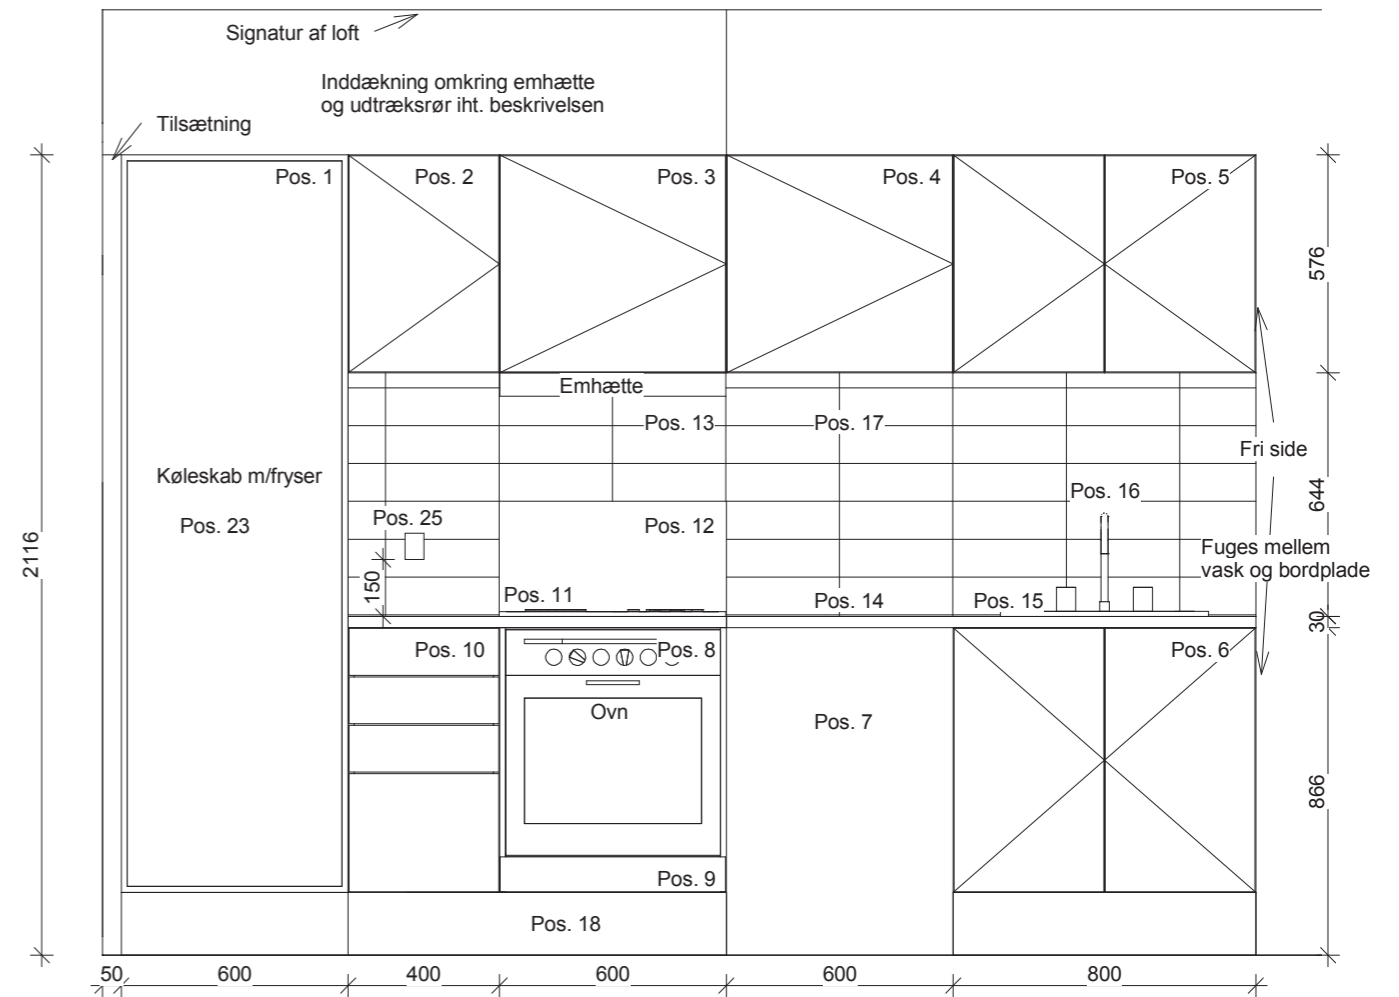 Signatur af loft
Inddækning omkring emhætte
og udtræksrør iht. beskrivelsen
Tilsætning
Pos. 1
Pos. 2
Pos. 3
Pos. 4
Pos. 5
576
Emhætte
Pos. 13
Pos. 17
Fri side
Køleskab m/fryser
Pos. 16
644
Pos. 25
Pos. 23
Pos. 12
2116
Fuges mellem
vask og bordplade
150
Pos. 11
Pos. 14
Pos. 15
30
Pos. 10
Pos. 8
Pos. 6
Ovn
Pos. 7
866
Pos. 9
Pos. 18
50
600
400
600
600
800